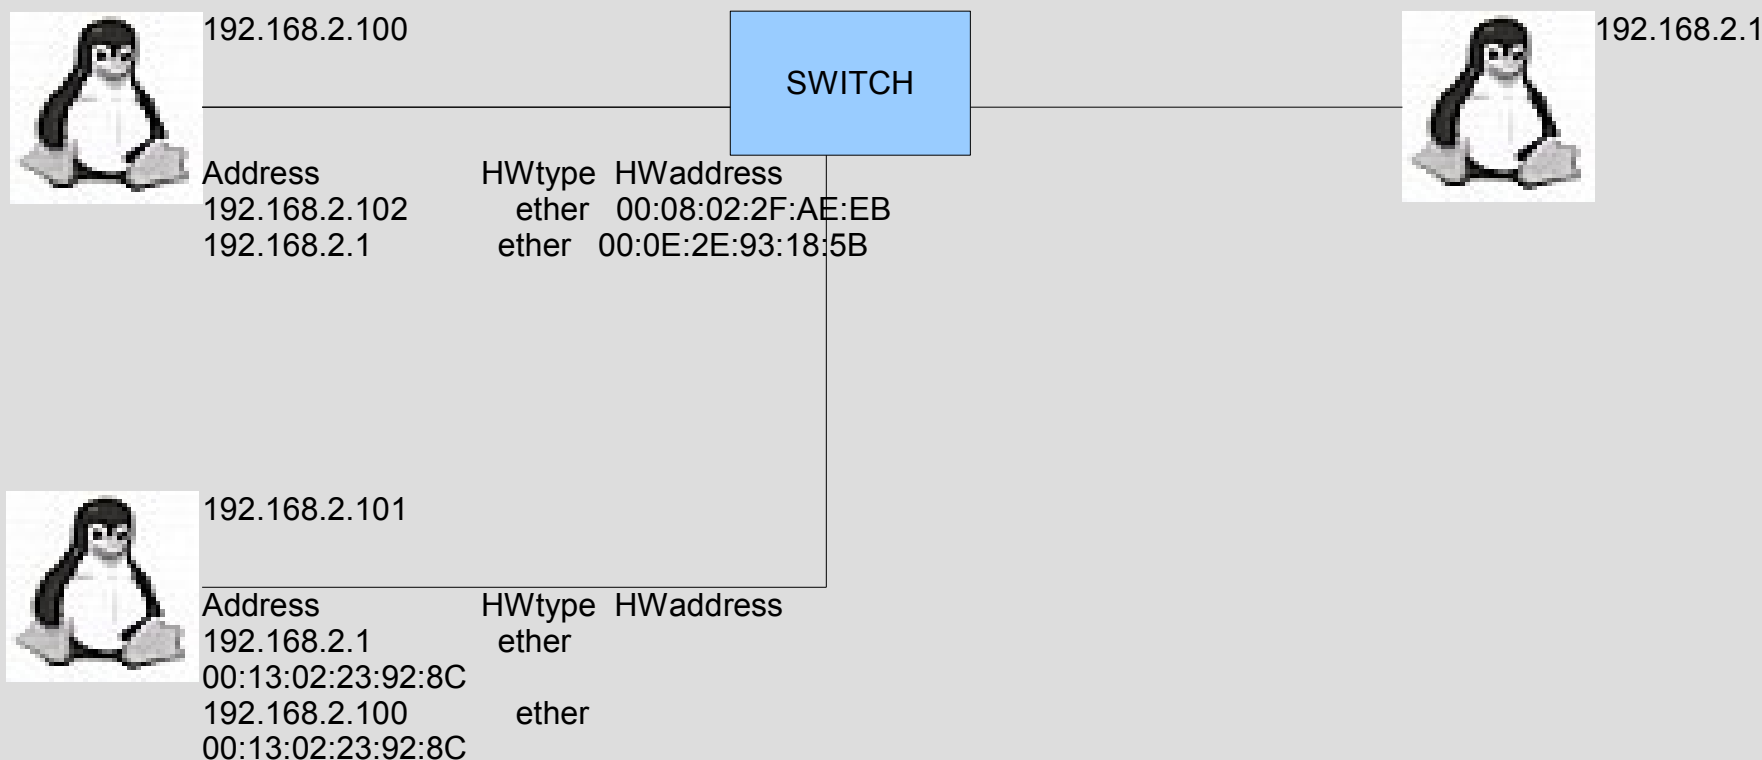 192.168.2.100
SWITCH
192.168.2.1
Address HWtype HWaddress
192.168.2.102 ether 00:08:02:2F:AE:EB
192.168.2.1 ether 00:0E:2E:93:18:5B
192.168.2.101
Address HWtype HWaddress
192.168.2.1 ether
00:13:02:23:92:8C
192.168.2.100 ether
00:13:02:23:92:8C